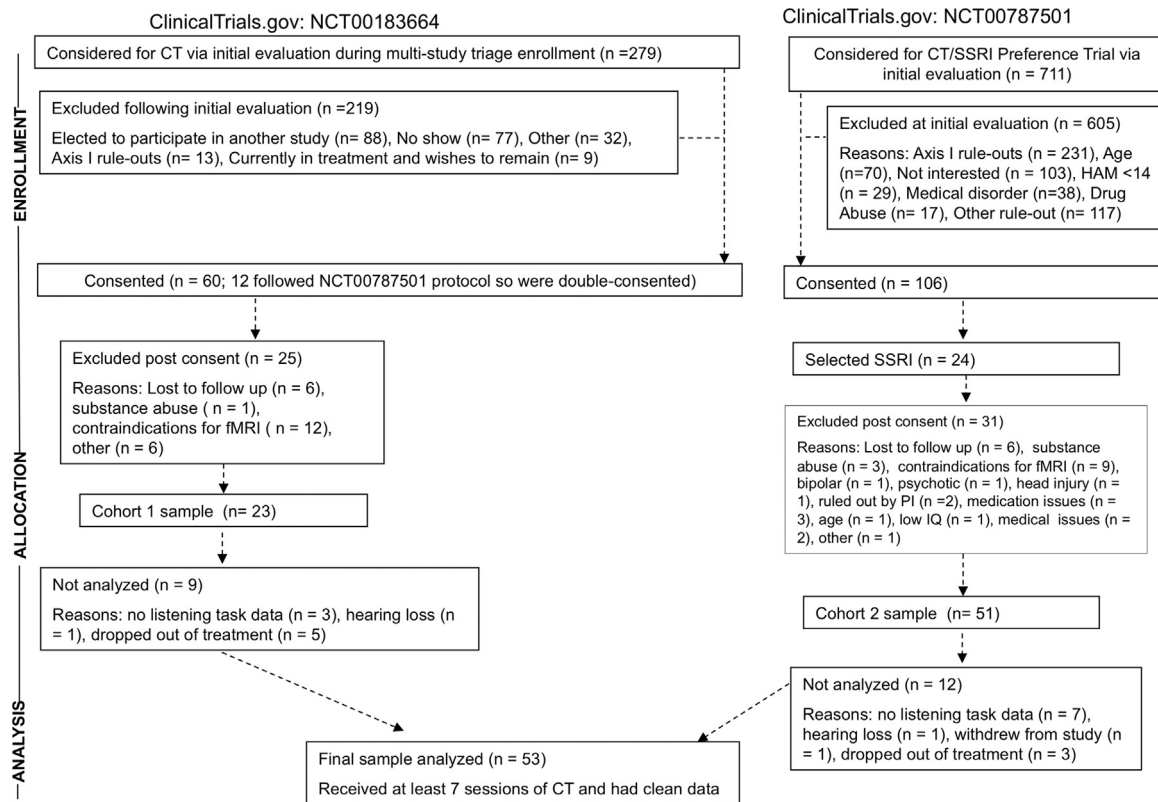 ClinicalTrials.gov: NCT00183664
Considered for CT via initial evaluation during multi-study triage enrollment (n =279)
Excluded following initial evaluation (n =219)
Elected to participate in another study (n= 88), No show (n= 77), Other (n= 32),
Axis I rule-outs (n= 13), Currently in treatment and wishes to remain (n= 9)
ClinicalTrials.gov: NCT00787501
Considered for CT/SSRI Preference Trial via
initial evaluation (n = 711)
Excluded at initial evaluation (n = 605)
Reasons: Axis I rule-outs (n = 231), Age
(n=70), Not interested (n = 103), HAM <14
(n = 29), Medical disorder (n=38), Drug
Abuse (n= 17), Other rule-out (n= 117)
ENROLLMENT
Consented (n = 60; 12 followed NCT00787501 protocol so were double-consented)
Consented (n = 106)
Excluded post consent (n = 25)
Reasons: Lost to follow up (n = 6),
substance abuse ( n = 1),
contraindications for fMRI ( n = 12),
other (n = 6)
Selected SSRI (n = 24)
Excluded post consent (n = 31)
Reasons: Lost to follow up (n = 6), substance
abuse (n = 3), contraindications for fMRI (n = 9),
bipolar (n = 1), psychotic (n = 1), head injury (n =
1), ruled out by PI (n =2), medication issues (n =
3), age (n = 1), low IQ (n = 1), medical issues (n =
2), other (n = 1)
ALLOCATION
Cohort 1 sample (n= 23)
Cohort 2 sample (n= 51)
Not analyzed (n = 9)
Reasons: no listening task data (n = 3), hearing loss (n
= 1), dropped out of treatment (n = 5)
Not analyzed (n = 12)
Reasons: no listening task data (n = 7),
hearing loss (n = 1), withdrew from study (n
= 1), dropped out of treatment (n = 3)
ANALYSIS
Final sample analyzed (n = 53)
Received at least 7 sessions of CT and had clean data